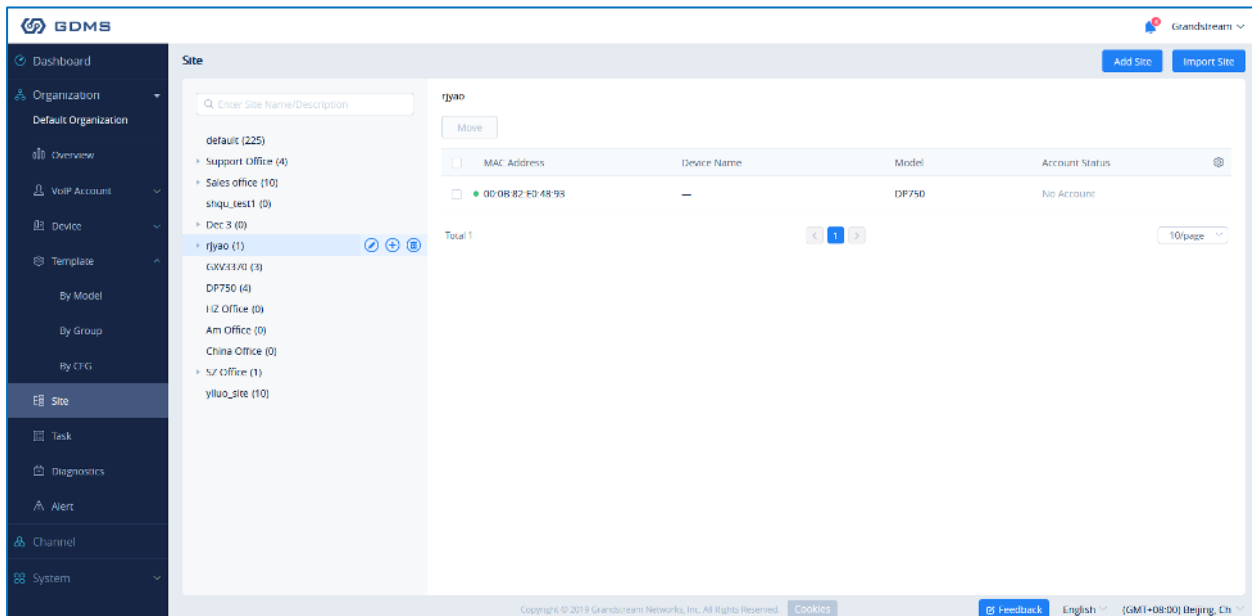 GDMS
4
Grandstream
Dashboard
Organization
Default Organization
Overview
VoIP Account
Device
Template
By Model
By Group
By CFG
Site
Task
Diagnostics
Alert
Channel
System
Site
Add Site
Import Site
Enter Site Name/Description
default (225)
Support Office (4)
Sales office (10)
shqu_test1 (0)
Dec 3 (0)
rjyao (1)
GXV3370 (3)
DP750 (4)
HZ Office (0)
Am Office (0)
China Office (0)
SZ Office (1)
yiluo_site (10)
rjyao
Move
MAC Address Device Name Model Account Status
00:0B:82:E0:48:93 — DP750 No Account
Total 1 < 1 > 10/page
Copyright © 2019 Grandstream Networks, Inc. All Rights Reserved. Cookies Feedback English (GMT+08:00) Beijing, Ch